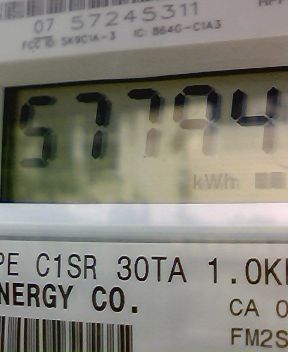 07 57245311
FCC ID: SK9C1A-3 IC: 864G-C1A3
57794
kWh
PE C1SR 30TA 1.0K
NERGY CO.
CA 0
FM2S